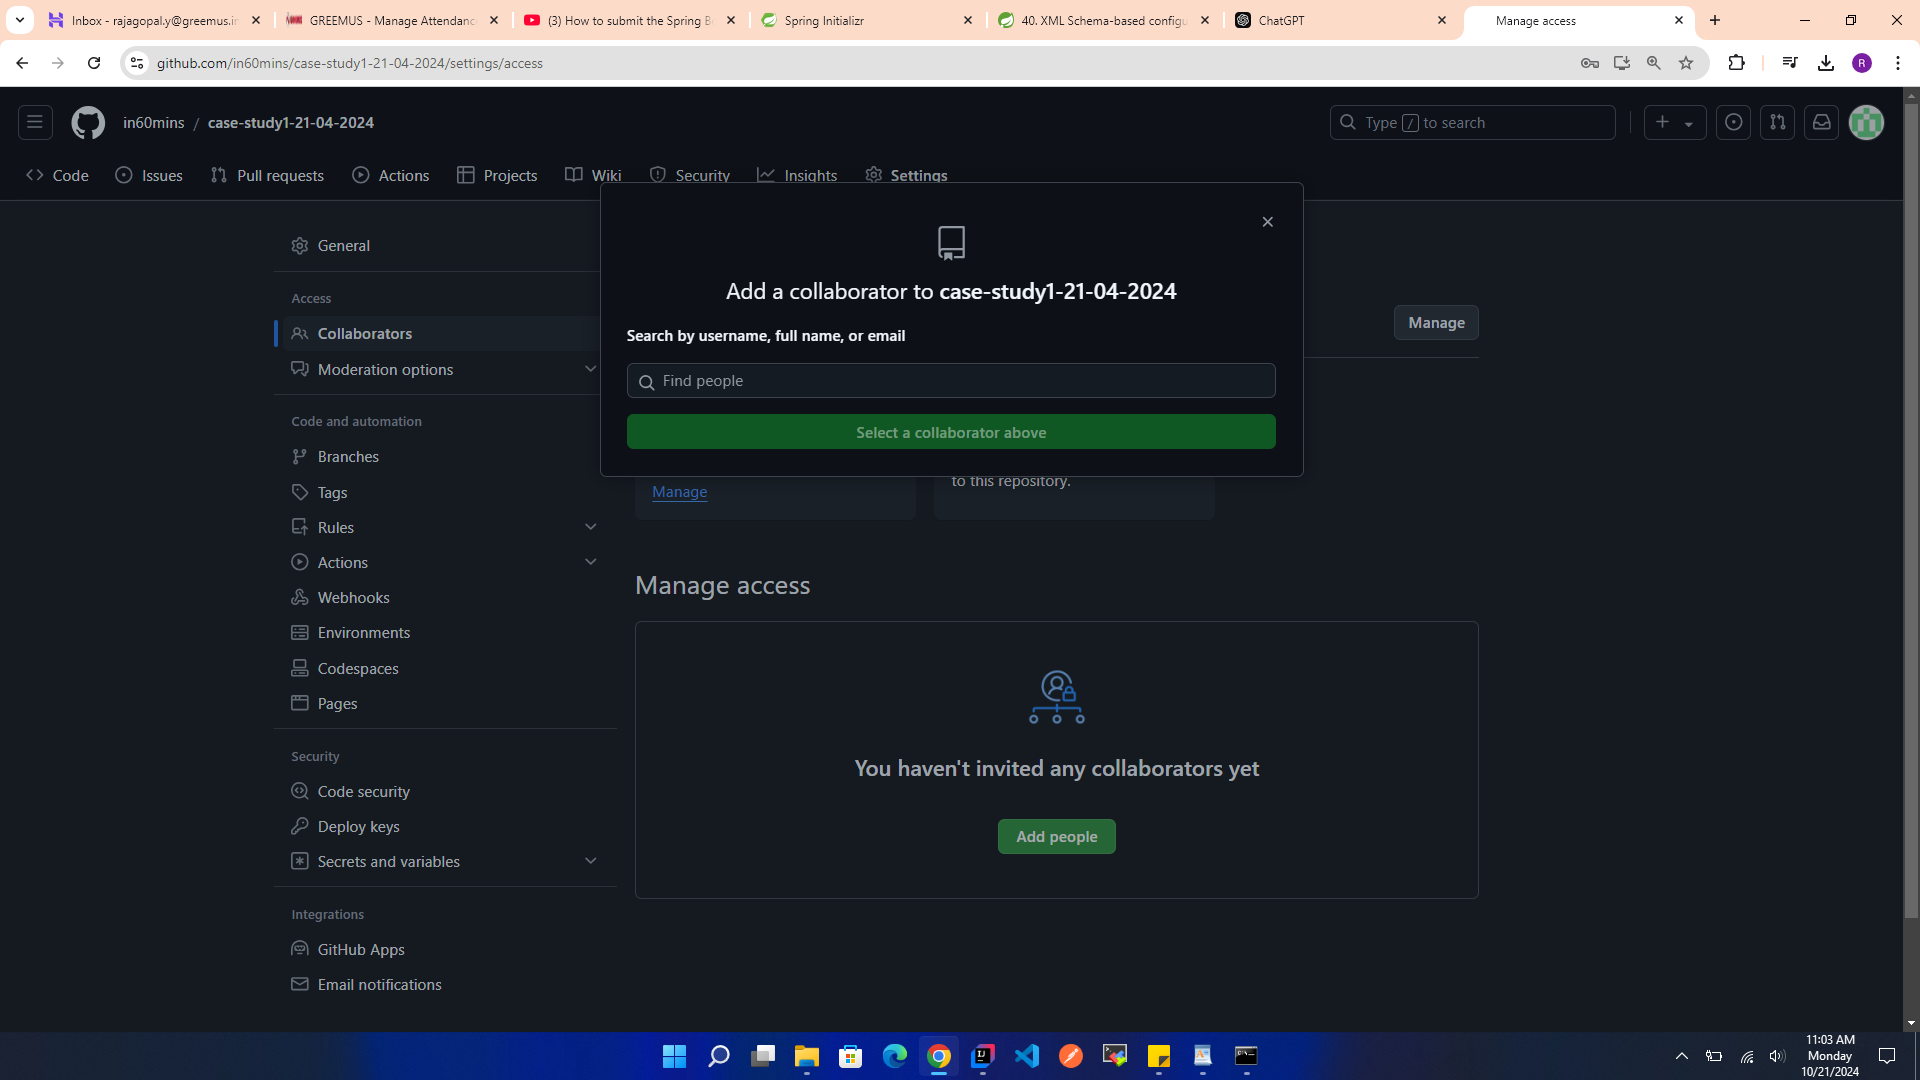 Inbox - rajagopal.y@greemus.in
GREEMUS - Manage Attendanc
(3) How to submit the Spring B
Spring Initializr
40. XML Schema-based configu
ChatGPT
Manage access
github.com/in60mins/case-study1-21-04-2024/settings/access
R
in60mins / case-study1-21-04-2024
Type / to search
Code
Issues
Pull requests
Actions
Projects
Wiki
Security
Insights
Settings
General
Access
Collaborators
Moderation options
Code and automation
Branches
Tags
Rules
Actions
Webhooks
Environments
Codespaces
Pages
Security
Code security
Deploy keys
Secrets and variables
Integrations
GitHub Apps
Email notifications
Add a collaborator to case-study1-21-04-2024
Search by username, full name, or email
Find people
Select a collaborator above
Manage
Manage
to this repository.
Manage access
You haven't invited any collaborators yet
Add people
11:03 AM
Monday
10/21/2024